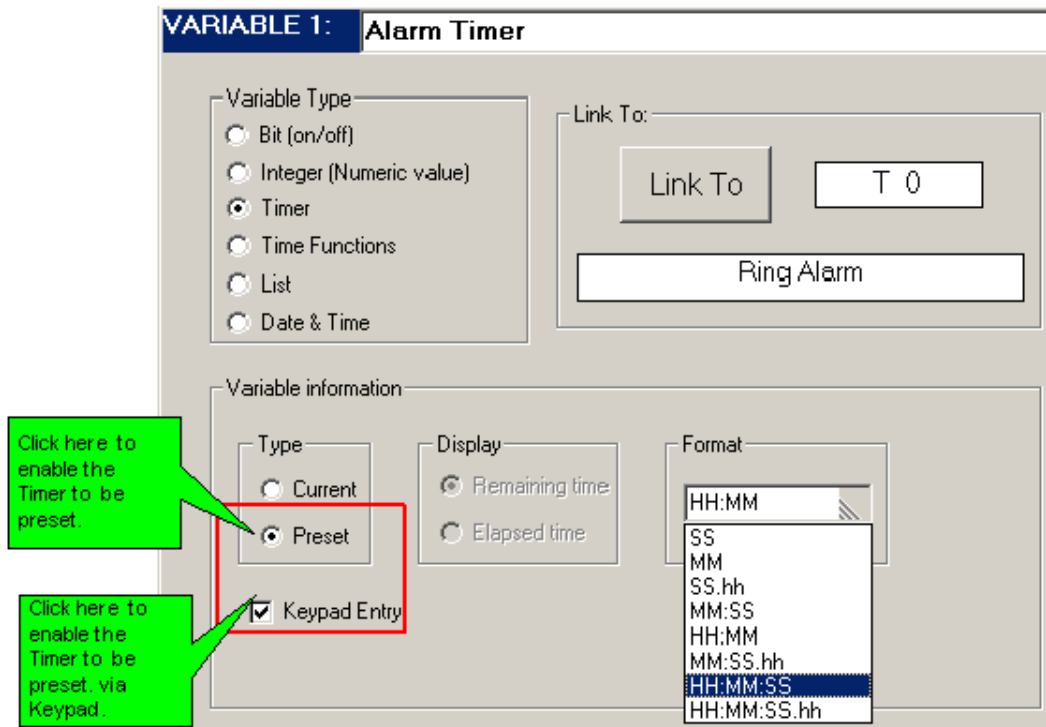 VARIABLE 1:
Alarm Timer
Variable Type
Bit (on/off)
Integer (Numeric value)
Timer
Time Functions
List
Date & Time
Link To:
Link To
T 0
Ring Alarm
Variable information
Type
Current
Preset
Keypad Entry
Display
Remaining time
Elapsed time
Format
HH:MM
SS
MM
SS.hh
MM:SS
HH:MM
MM:SS.hh
HH:MM:SS
HH:MM:SS.hh
Click here to
enable the
Timer to be
preset.
Click here to
enable the
Timer to be
preset. via
Keypad.